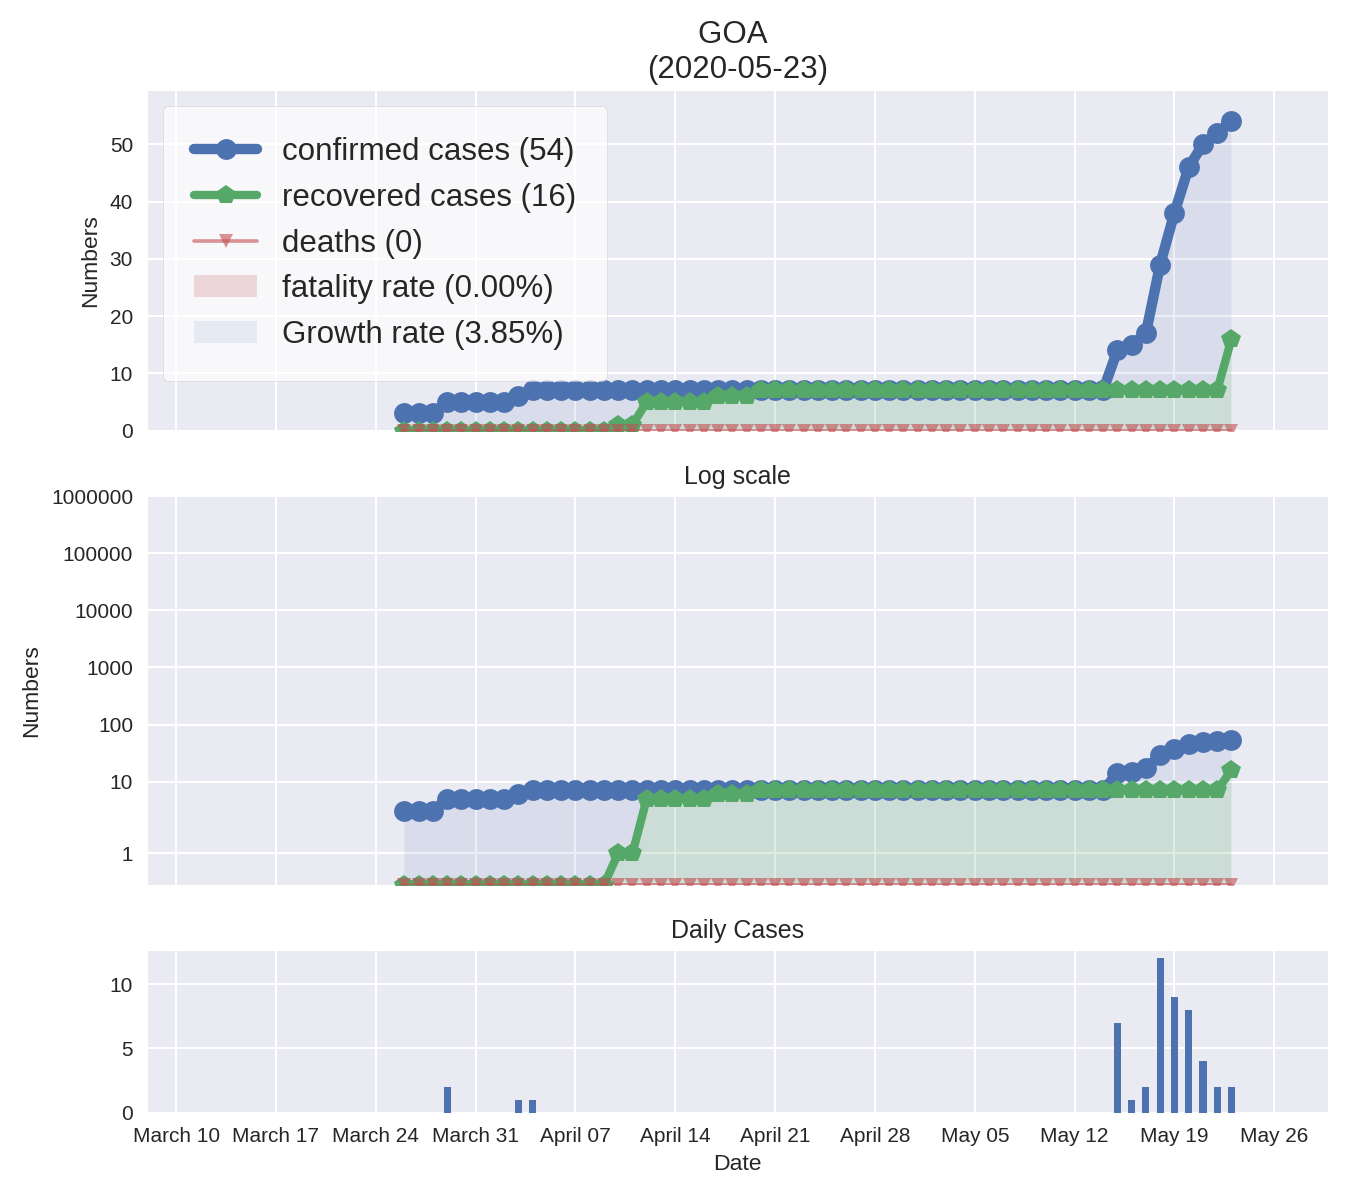 GOA
(2020-05-23)
confirmed cases (54)
recovered cases (16)
deaths (0)
fatality rate (0.00%)
Growth rate (3.85%)
Numbers
50
40
30
20
10
0
Log scale
Numbers
1000000
100000
10000
1000
100
10
1
Daily Cases
10
5
0
March 10 March 17 March 24 March 31 April 07 April 14 April 21 April 28 May 05 May 12 May 19 May 26
Date